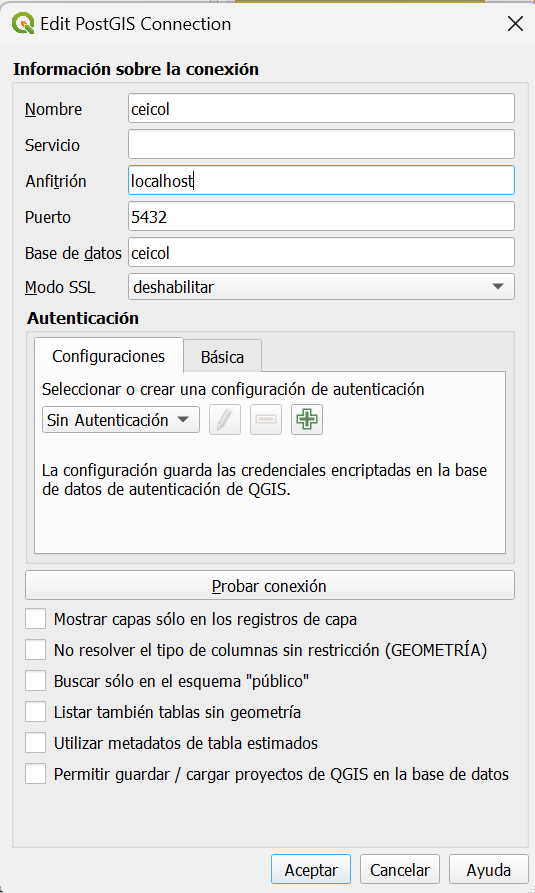 Edit PostGIS Connection
Información sobre la conexión
Nombre ceicol
Servicio
Anfitrión localhost
Puerto 5432
Base de datos ceicol
Modo SSL deshabilitar
Autenticación
Configuraciones Básica
Seleccionar o crear una configuración de autenticación
Sin Autenticación
La configuración guarda las credenciales encriptadas en la base
de datos de autenticación de QGIS.
Probar conexión
Mostrar capas sólo en los registros de capa
No resolver el tipo de columnas sin restricción (GEOMETRÍA)
Buscar sólo en el esquema "público"
Listar también tablas sin geometría
Utilizar metadatos de tabla estimados
Permitir guardar / cargar proyectos de QGIS en la base de datos
Aceptar Cancelar Ayuda